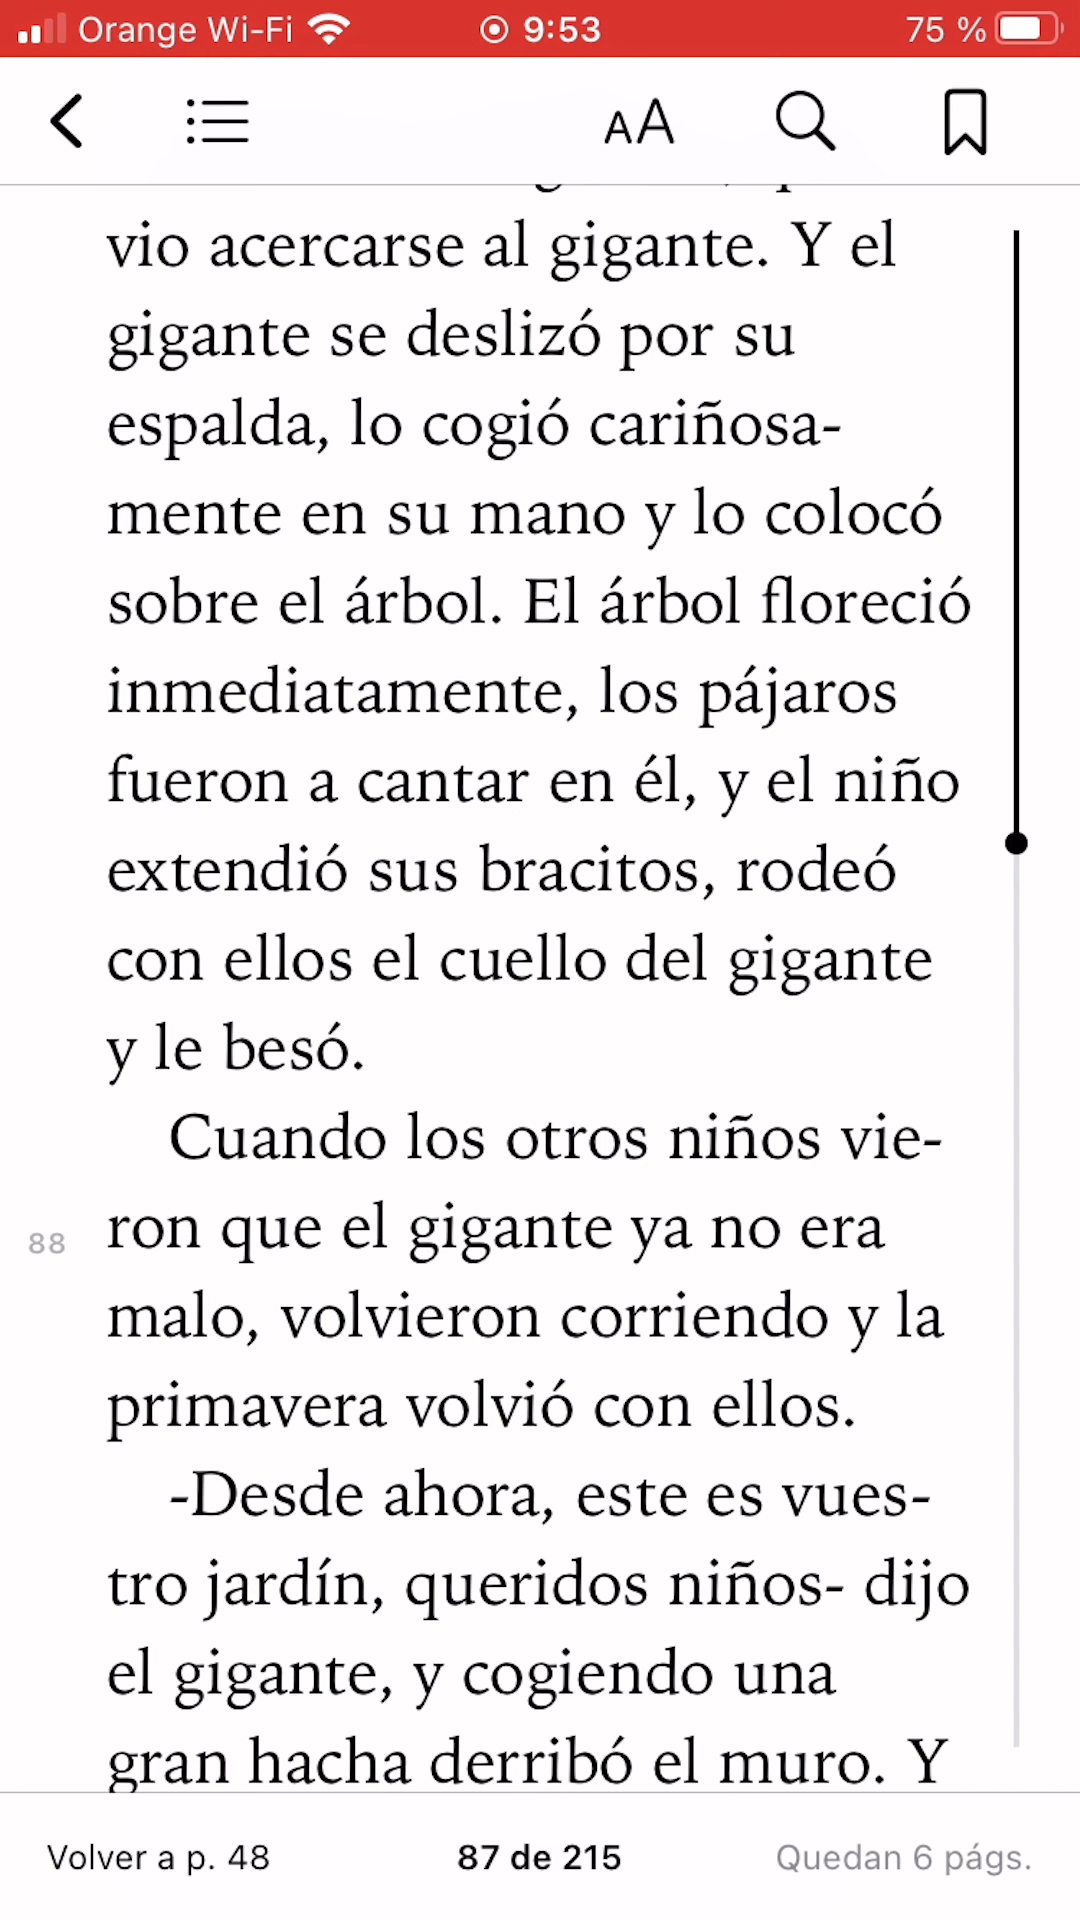 Orange Wi-Fi 9:53 75 %
AA
vio acercarse al gigante. Y el
gigante se deslizó por su
espalda, lo cogió cariñosa-
mente en su mano y lo colocó
sobre el árbol. El árbol floreció
inmediatamente, los pájaros
fueron a cantar en él, y el niño
extendió sus bracitos, rodeó
con ellos el cuello del gigante
y le besó.
Cuando los otros niños vie-
88 ron que el gigante ya no era
malo, volvieron corriendo y la
primavera volvió con ellos.
-Desde ahora, este es vues-
tro jardín, queridos niños- dijo
el gigante, y cogiendo una
gran hacha derribó el muro. Y
Volver a p. 48 87 de 215 Quedan 6 págs.